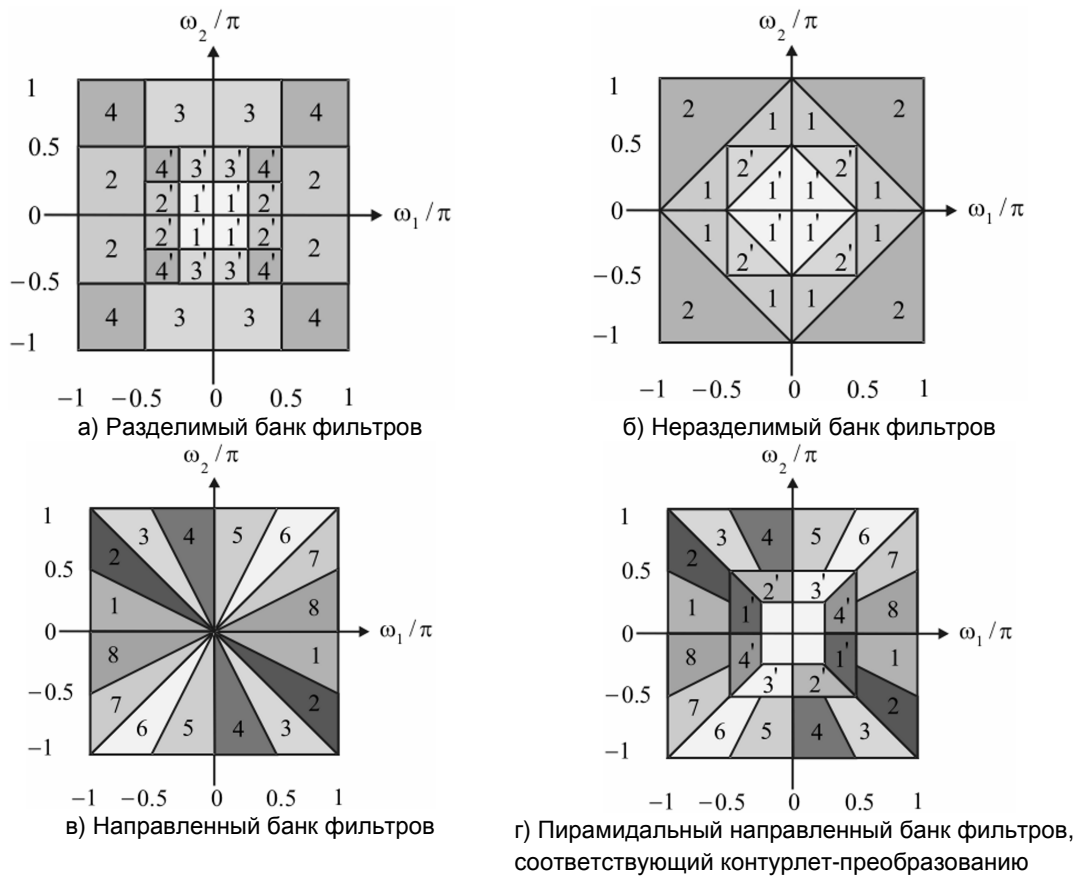 ω₂/π
1
4 3 3 4
0.5
4' 3' 3' 4'
2 2
2' 1' 1' 2'
0
ω₁/π
2' 1' 1' 2'
2 2
4' 3' 3' 4'
−0.5
4 3 3 4
−1
−1 −0.5 0 0.5 1
а) Разделимый банк фильтров
ω₂/π
1
2 2
1 1
0.5
2' 2'
1 1' 1' 1
0
ω₁/π
1 1' 1' 1
2' 2'
−0.5
1 1
2 2
−1
−1 −0.5 0 0.5 1
б) Неразделимый банк фильтров
ω₂/π
1
3 4 5 6
2 7
0.5
1 8
0
ω₁/π
8 1
−0.5
7 2
6 5 4 3
−1
−1 −0.5 0 0.5 1
в) Направленный банк фильтров
ω₂/π
1
3 4 5 6
2 7
0.5
2' 3'
1 1' 4' 8
0
ω₁/π
8 4' 1' 1
3' 2'
−0.5
7 2
6 5 4 3
−1
−1 −0.5 0 0.5 1
г) Пирамидальный направленный банк фильтров,
соответствующий контурлет-преобразованию